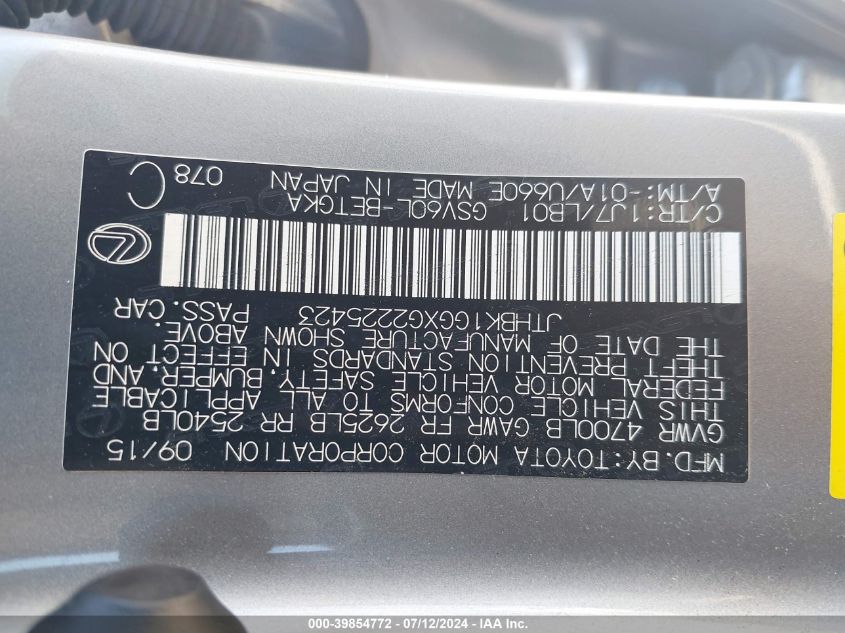 MFD. BY: TOYOTA MOTOR CORPORATION 09/15
GVWR 4700LB GAWR FR 2625LB RR 2540LB
THIS VEHICLE CONFORMS TO ALL APPLICABLE
FEDERAL MOTOR VEHICLE SAFETY, BUMPER, AND
THEFT PREVENTION STANDARDS IN EFFECT ON
THE DATE OF MANUFACTURE SHOWN ABOVE.
JTHBK1GGXG2225423 PASS. CAR
C/TR: 1J7/LB01 GSV60L-BETGKA C 078
A/TM: -01A/U660E MADE IN JAPAN
000-39854772 - 07/12/2024 - IAA Inc.